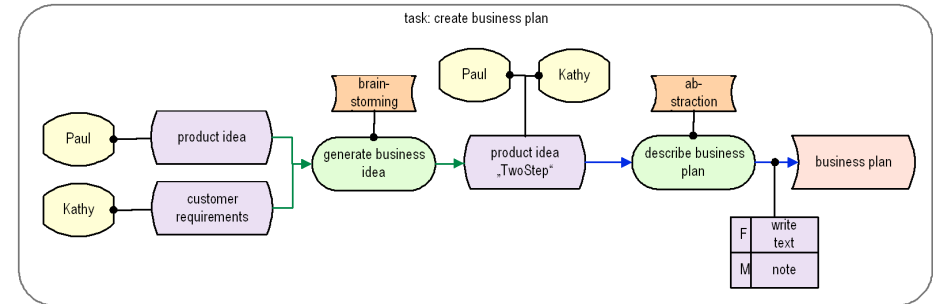 task: create business plan
Paul
Kathy
brain-
storming
ab-
straction
Paul
product idea
generate business
idea
product idea
„TwoStep“
describe business
plan
business plan
Kathy
customer
requirements
F
write
text
M
note